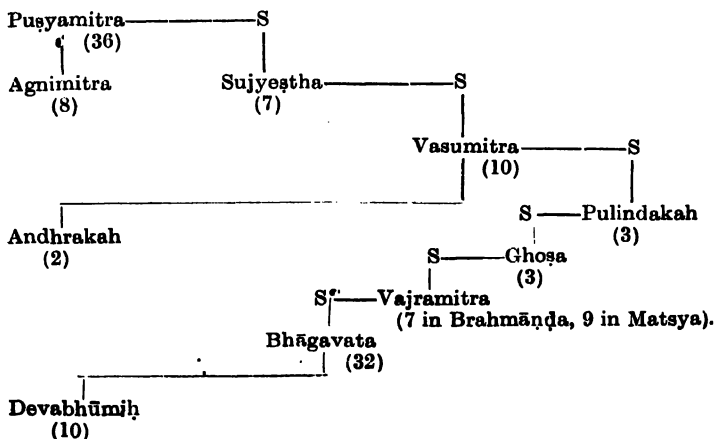 Puṣyamitra S
(36)
Agnimitra Sujyeṣtha S
(8) (7)
Vasumitra S
(10)
S Pulindakah
Andhrakah (3)
(2)
S Ghoṣa
(3)
S Vajramitra
(7 in Brahmāṇḍa, 9 in Matsya).
Bhāgavata
(32)
Devabhūmiḥ
(10)